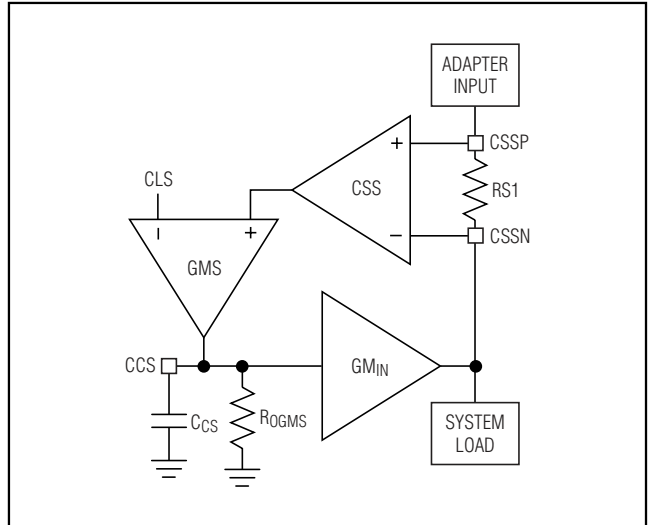 ADAPTER
INPUT
CSSP
+
CLS
CSS
RS1
− +
−
CSSN
GMS
CCS
GMIN
CCS
ROGMS
SYSTEM
LOAD